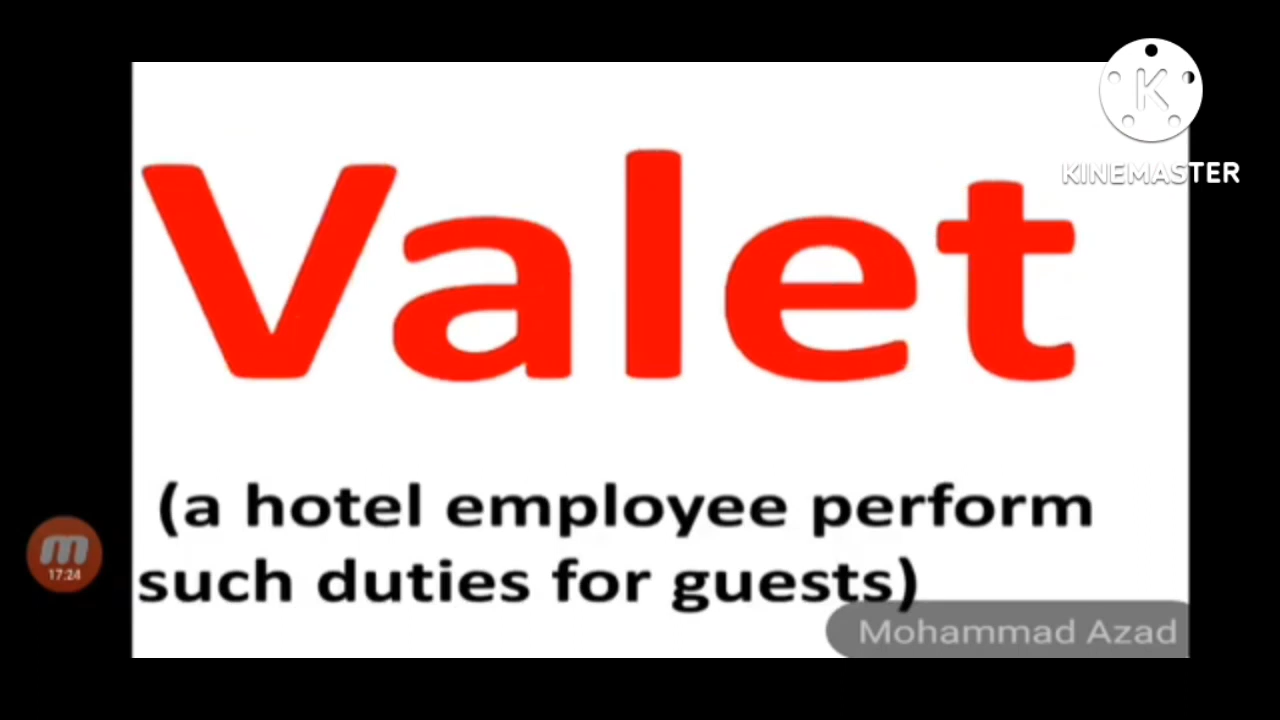 K
KINEMASTER
Valet
(a hotel employee perform
such duties for guests)
m
17:24
Mohammad Azad